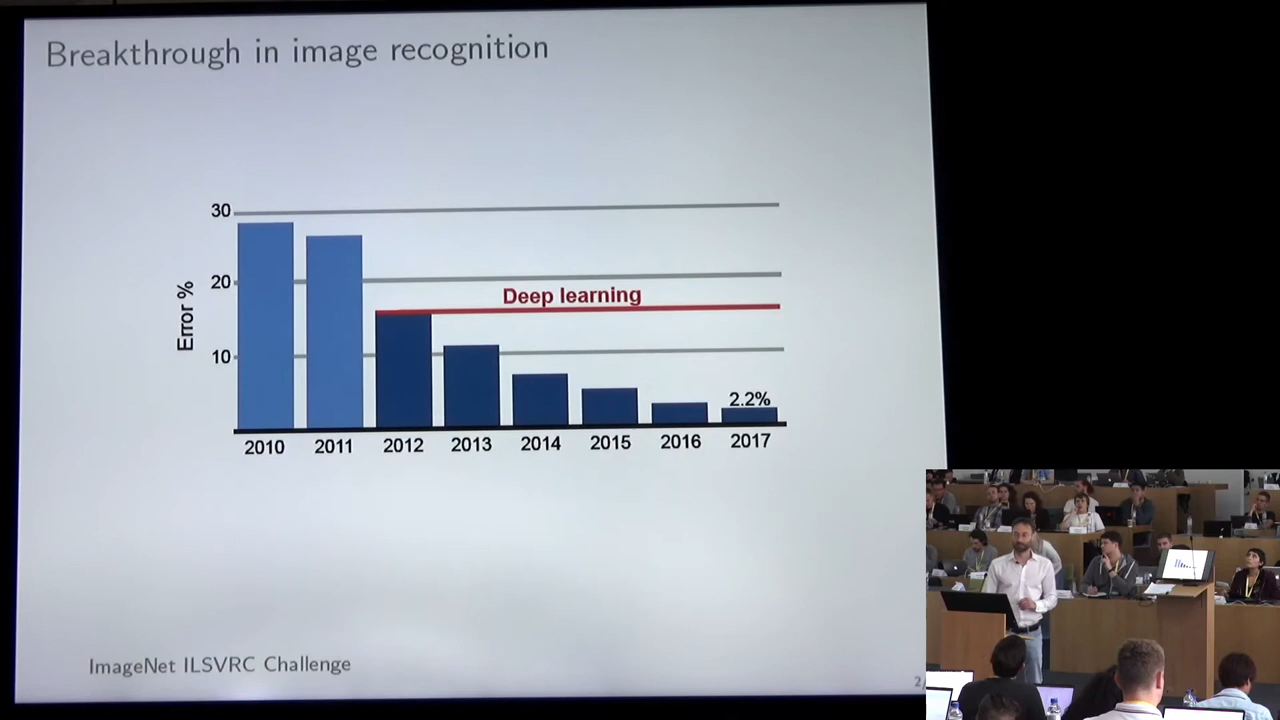 Breakthrough in image recognition
30
20
10
Error %
Deep learning
2.2%
2010 2011 2012 2013 2014 2015 2016 2017
ImageNet ILSVRC Challenge
2/